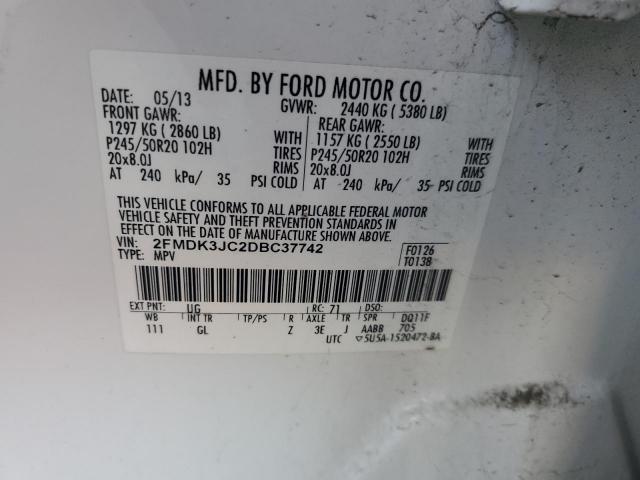 MFD. BY FORD MOTOR CO.
DATE: 05/13 GVWR: 2440 KG ( 5380 LB)
FRONT GAWR: REAR GAWR:
1297 KG ( 2860 LB) WITH 1157 KG ( 2550 LB) WITH
P245/50R20 102H TIRES P245/50R20 102H TIRES
20x8.0J RIMS 20x8.0J RIMS
AT 240 kPa/ 35 PSI COLD AT 240 kPa/ 35 PSI COLD
THIS VEHICLE CONFORMS TO ALL APPLICABLE FEDERAL MOTOR
VEHICLE SAFETY AND THEFT PREVENTION STANDARDS IN
EFFECT ON THE DATE OF MANUFACTURE SHOWN ABOVE.
VIN: 2FMDK3JC2DBC37742 F0126
TYPE: MPV T0138
EXT PNT: UG RC: 71 DSO:
WB INT TR TP/PS R AXLE TR SPR DQ11F
111 GL Z 3E J AABB 705
UTC ▽5U5A-1520472-BA